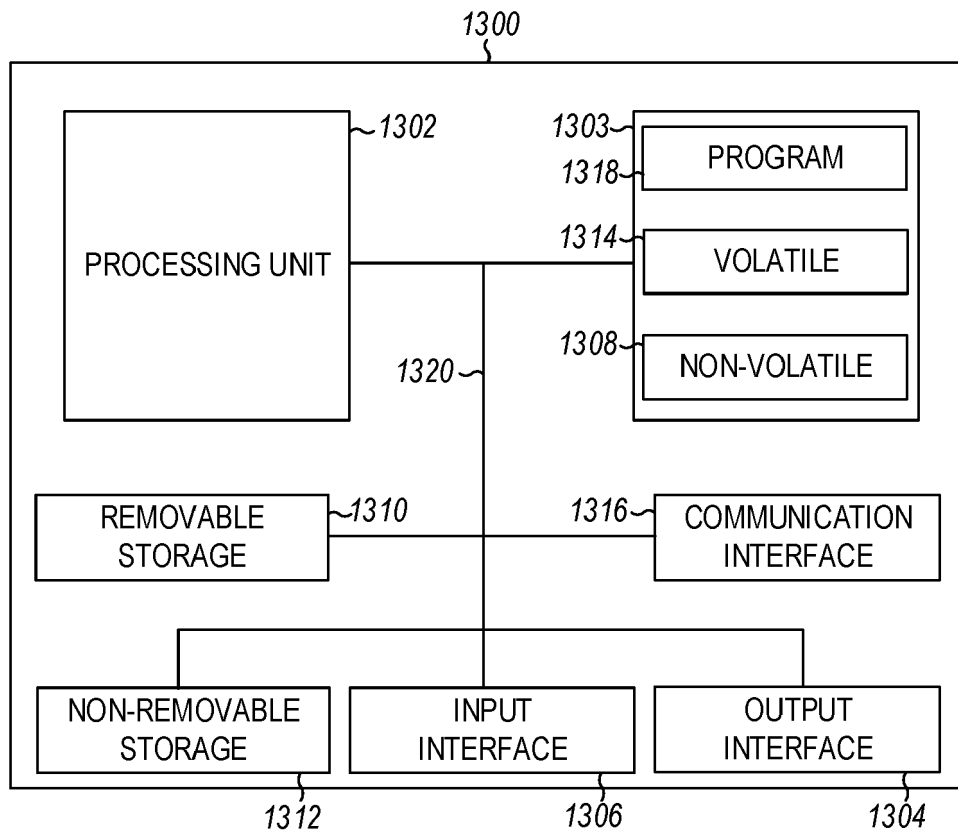 1300
1302
1303
PROGRAM
1318
PROCESSING UNIT
1314
VOLATILE
1308
NON-VOLATILE
1320
REMOVABLE
STORAGE
1310
1316
COMMUNICATION
INTERFACE
NON-REMOVABLE
STORAGE
INPUT
INTERFACE
OUTPUT
INTERFACE
1312
1306
1304